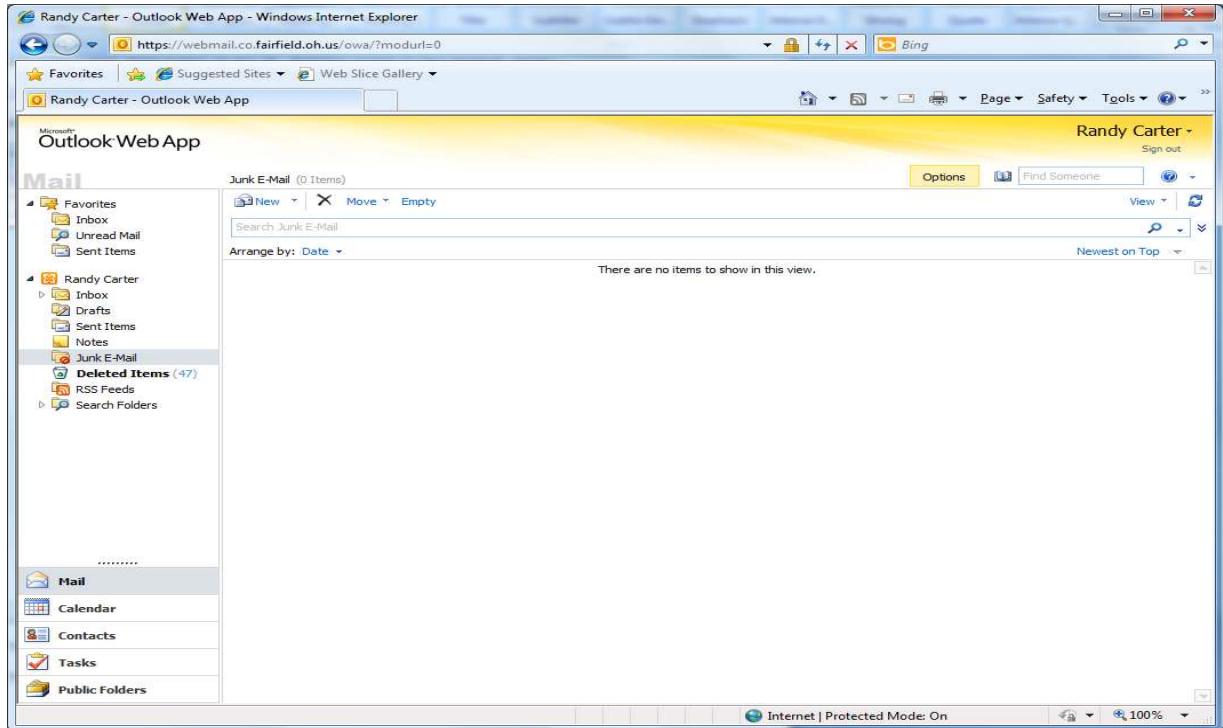 Randy Carter - Outlook Web App - Windows Internet Explorer
https://webmail.co.fairfield.oh.us/owa/?modurl=0
Bing
Favorites Suggested Sites Web Slice Gallery
Randy Carter - Outlook Web App
Page Safety Tools »
Microsoft®
Outlook Web App
Randy Carter
Sign out
Mail
Junk E-Mail (0 Items)
Options
Find Someone
Favorites
Inbox
Unread Mail
Sent Items
Randy Carter
Inbox
Drafts
Sent Items
Notes
Junk E-Mail
Deleted Items (47)
RSS Feeds
Search Folders
New Move Empty
View
Search Junk E-Mail
Arrange by: Date
Newest on Top
There are no items to show in this view.
Mail
Calendar
Contacts
Tasks
Public Folders
Internet | Protected Mode: On
100%